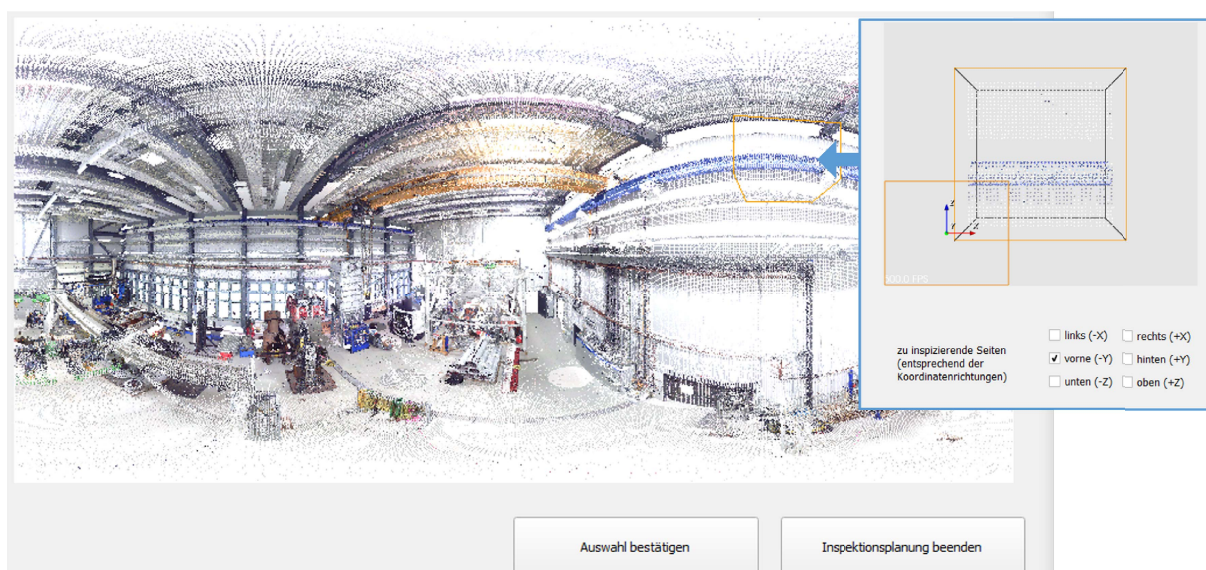 Z
Y
X
zu inspizierende Seiten
(entsprechend der
Koordinatenrichtungen)
links (-X)
rechts (+X)
vorne (-Y)
hinten (+Y)
unten (-Z)
oben (+Z)
Auswahl bestätigen
Inspektionsplanung beenden